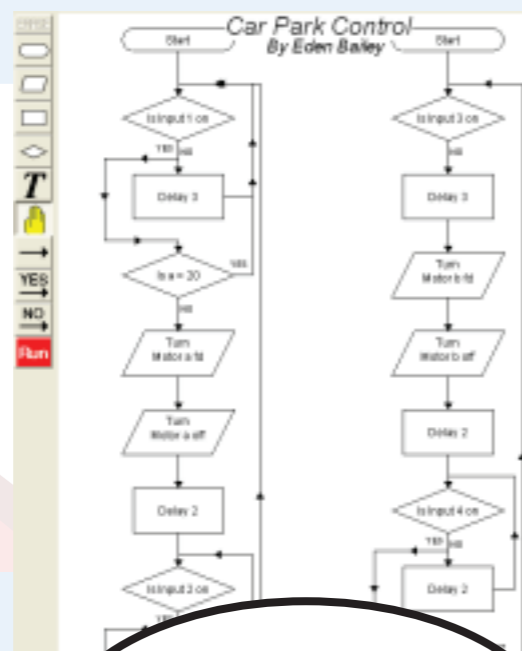 Car Park Control
By Eden Bailey
Start
Is Input 1 on
YES
NO
Delay 3
Is a = 20
YES
NO
Turn
Motor a fd
Turn
Motor a off
Delay 2
Is Input 2 on
YES
Start
Is Input 3 on
NO
Delay 3
Turn
Motor b fd
Turn
Motor b off
Delay 2
Is Input 4 on
YES
NO
Delay 2
T
YES
NO
Run